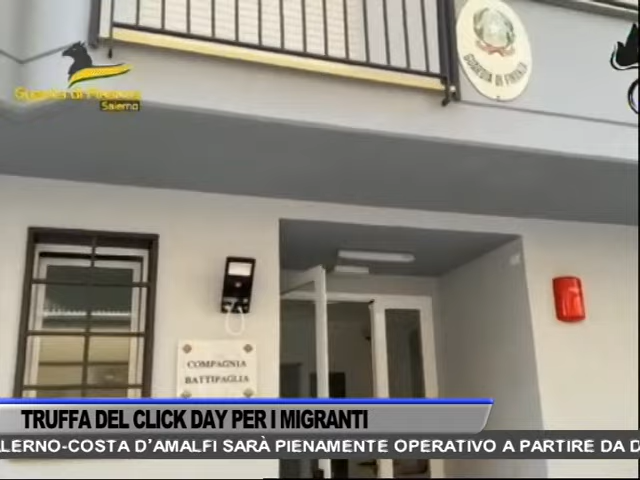 GUARDIA DI FINANZA
Guardia di Finanza
Salerno
COMPAGNIA
BATTIPAGLIA
TRUFFA DEL CLICK DAY PER I MIGRANTI
ALERNO-COSTA D'AMALFI SARÀ PIENAMENTE OPERATIVO A PARTIRE DA D